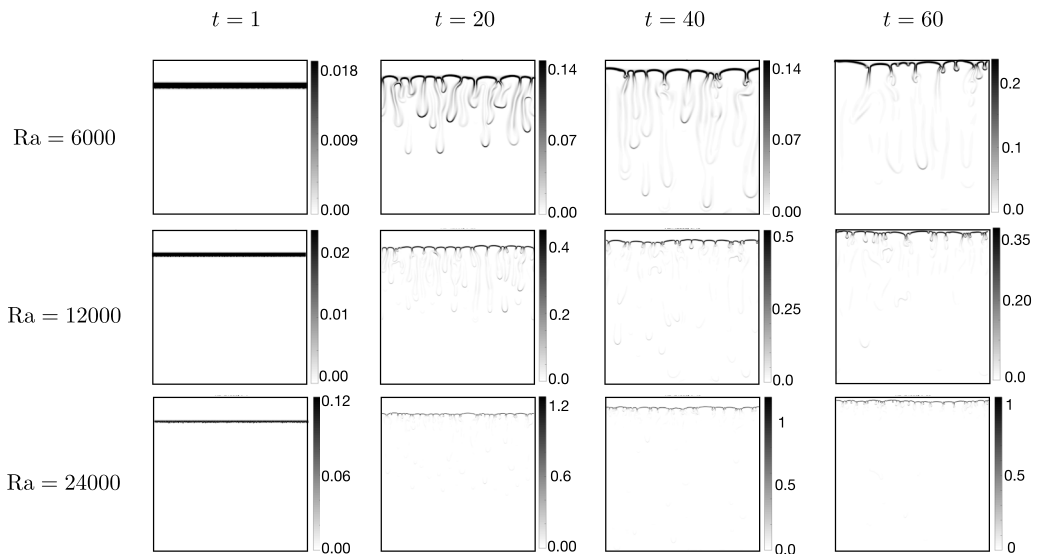 t = 1 t = 20 t = 40 t = 60
0.018 0.14 0.14 0.2
Ra = 6000 0.009 0.07 0.07 0.1
0.00 0.00 0.00 0.0
0.02 0.4 0.5 0.35
Ra = 12000 0.01 0.2 0.25 0.20
0.00 0.0 0.0 0.0
0.12 1.2 1 1
Ra = 24000 0.06 0.6 0.5 0.5
0.00 0.0 0.0 0